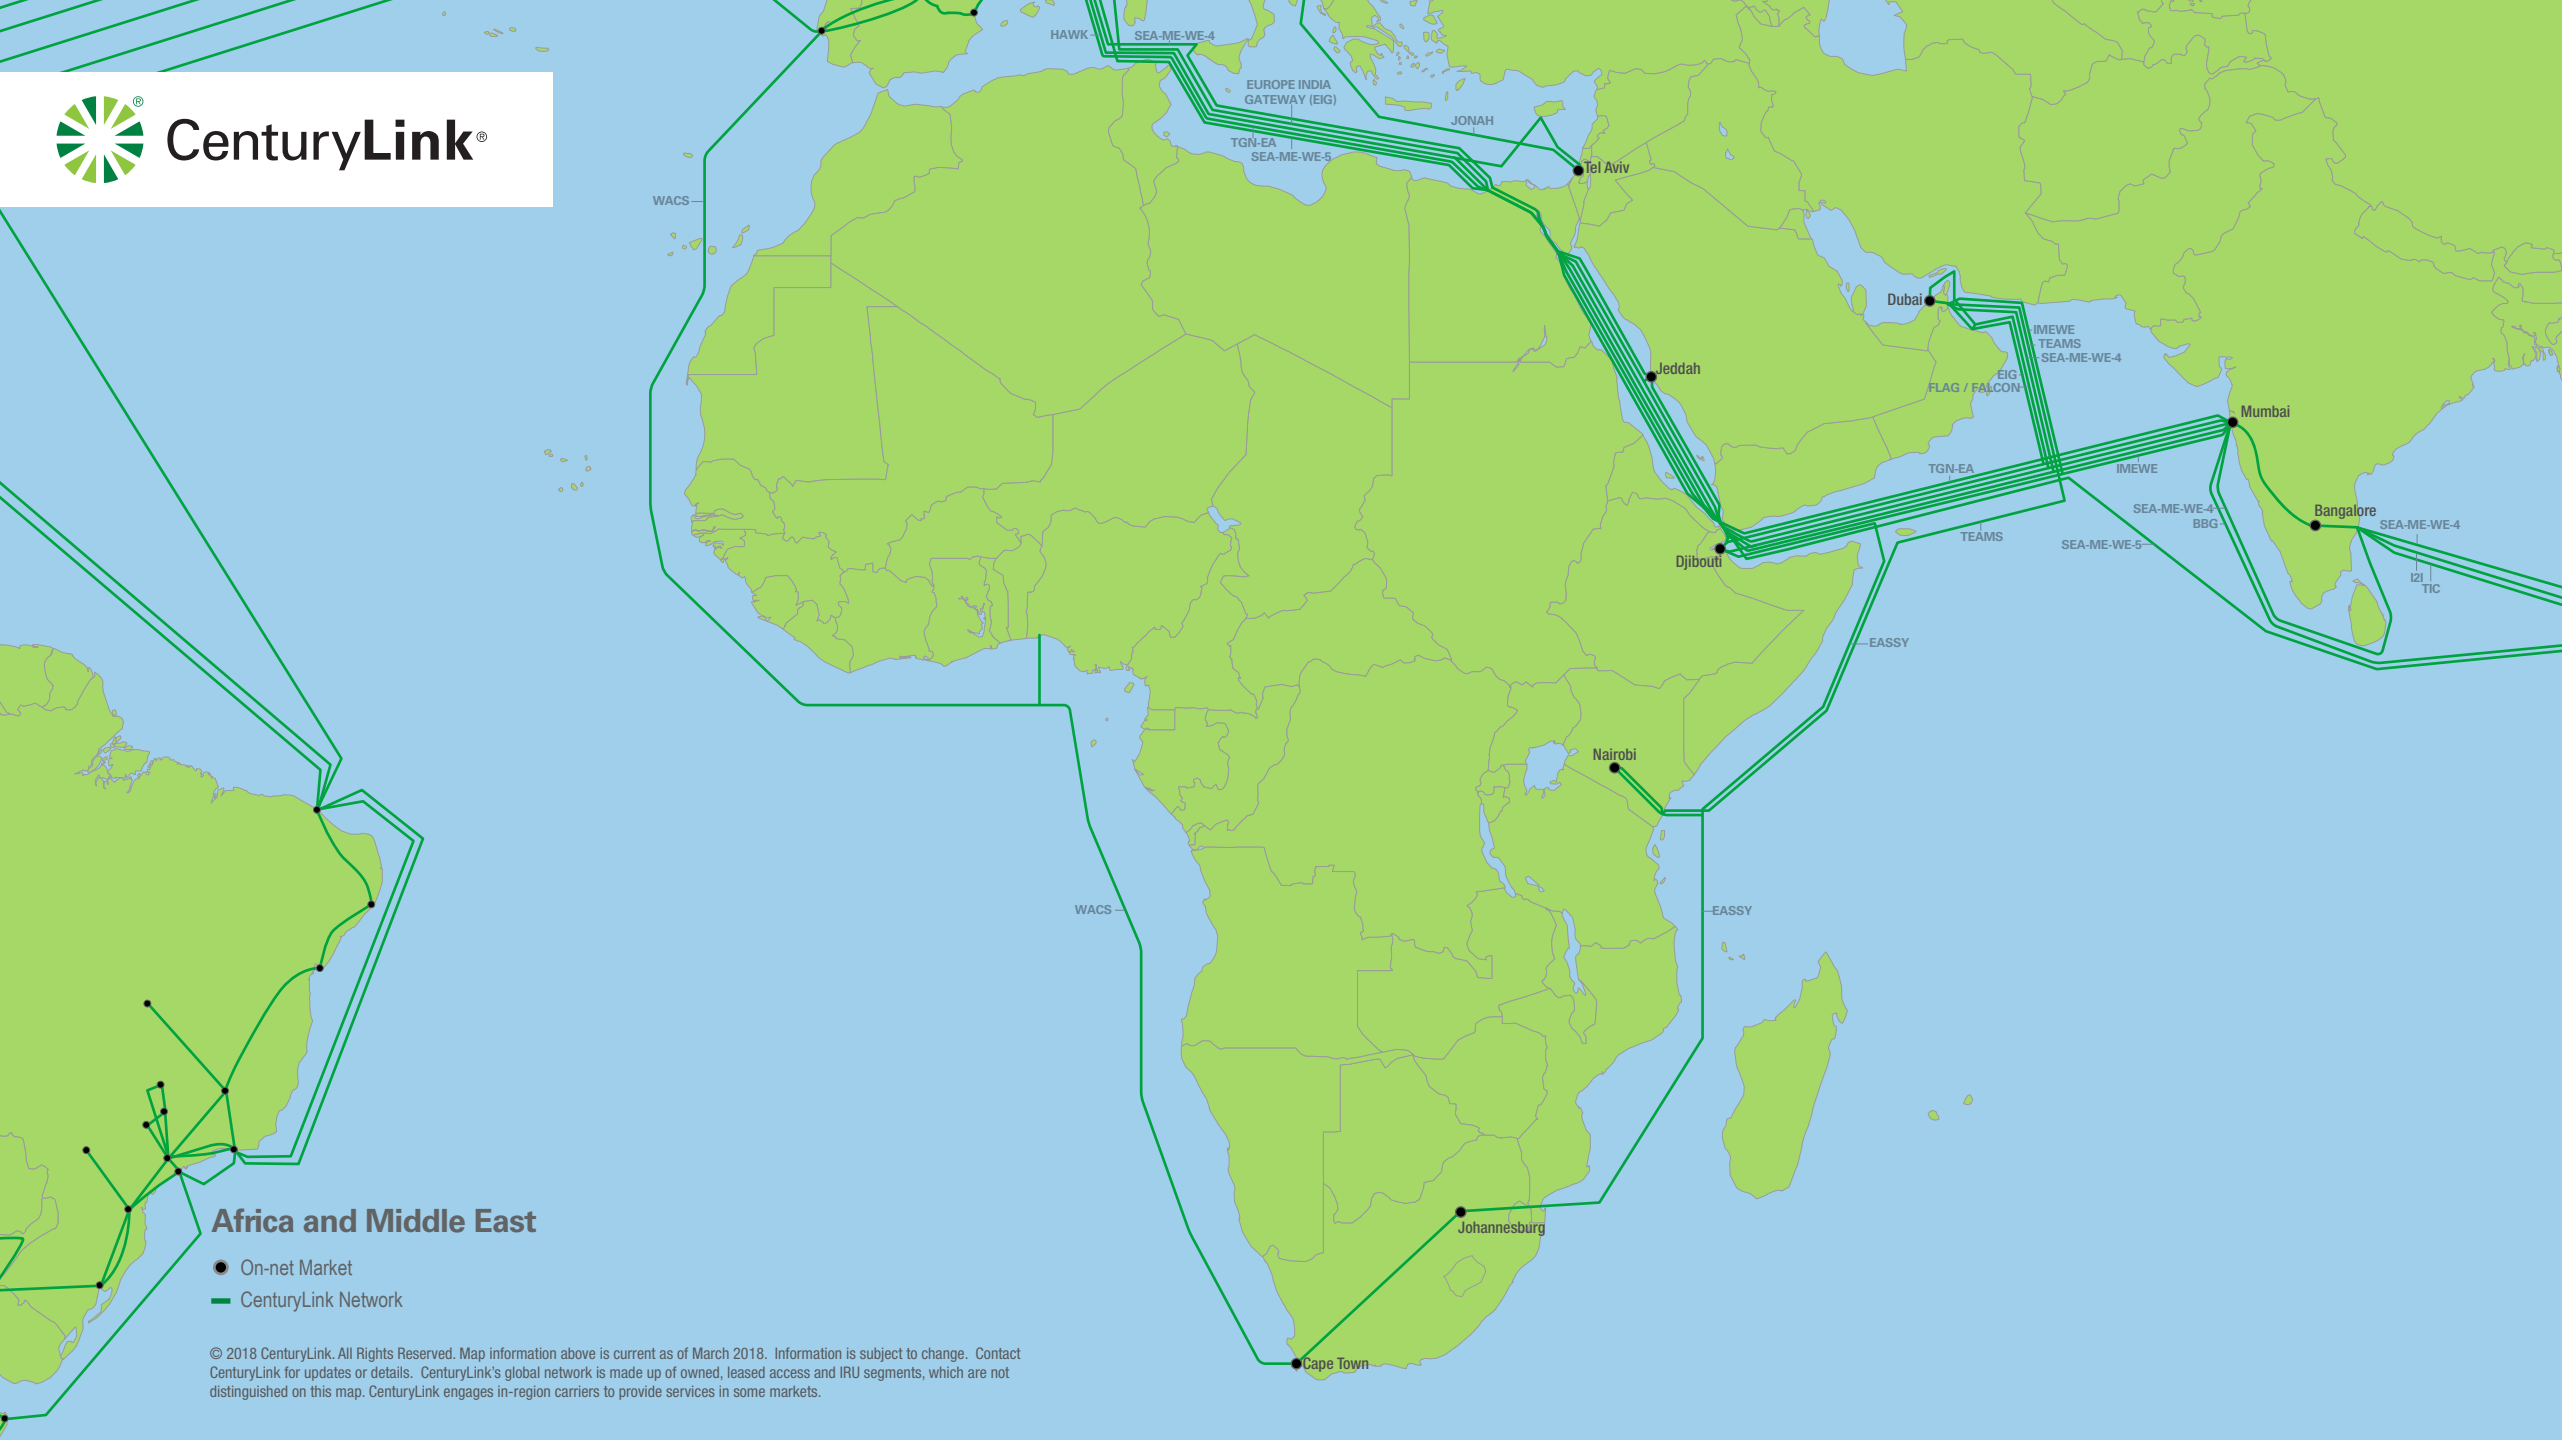 HAWK
SEA-ME-WE-4
EUROPE INDIA
GATEWAY (EIG)
JONAH
TGN-EA
SEA-ME-WE-5
CenturyLink®
®
Tel Aviv
WACS
Dubai
IMEWE
TEAMS
SEA-ME-WE-4
EIG
FLAG / FALCON
Jeddah
Mumbai
TGN-EA
IMEWE
SEA-ME-WE-4
BBG
Bangalore
SEA-ME-WE-4
TEAMS
SEA-ME-WE-5
Djibouti
I2I
TIC
EASSY
Nairobi
WACS
EASSY
Johannesburg
Cape Town
Africa and Middle East
On-net Market
CenturyLink Network
© 2018 CenturyLink. All Rights Reserved. Map information above is current as of March 2018. Information is subject to change. Contact
CenturyLink for updates or details. CenturyLink's global network is made up of owned, leased access and IRU segments, which are not
distinguished on this map. CenturyLink engages in-region carriers to provide services in some markets.